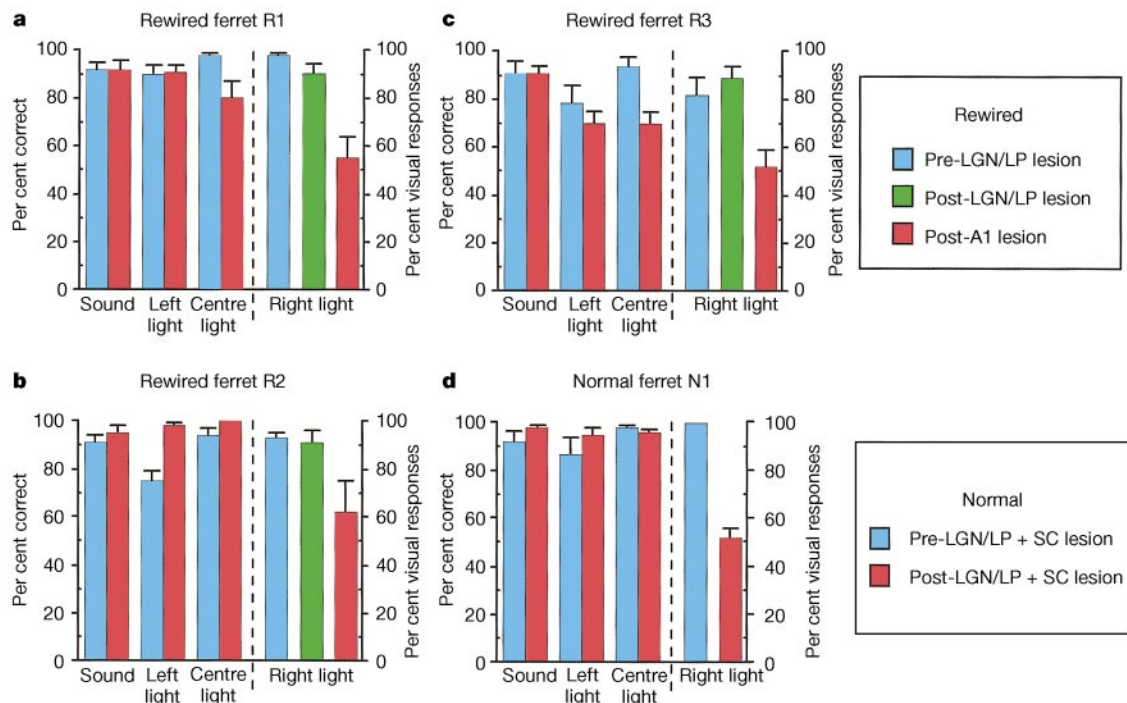 a
Rewired ferret R1
Per cent correct
100
80
60
40
20
0
Sound
Left
light
Centre
light
Right light
100
80
60
40
20
0
Per cent visual responses
c
Rewired ferret R3
Per cent correct
100
80
60
40
20
0
Sound
Left
light
Centre
light
Right light
100
80
60
40
20
0
Per cent visual responses
Rewired
Pre-LGN/LP lesion
Post-LGN/LP lesion
Post-A1 lesion
b
Rewired ferret R2
Per cent correct
100
80
60
40
20
0
Sound
Left
light
Centre
light
Right light
100
80
60
40
20
0
Per cent visual responses
d
Normal ferret N1
Per cent correct
100
80
60
40
20
0
Sound
Left
light
Centre
light
Right light
100
80
60
40
20
0
Per cent visual responses
Normal
Pre-LGN/LP + SC lesion
Post-LGN/LP + SC lesion